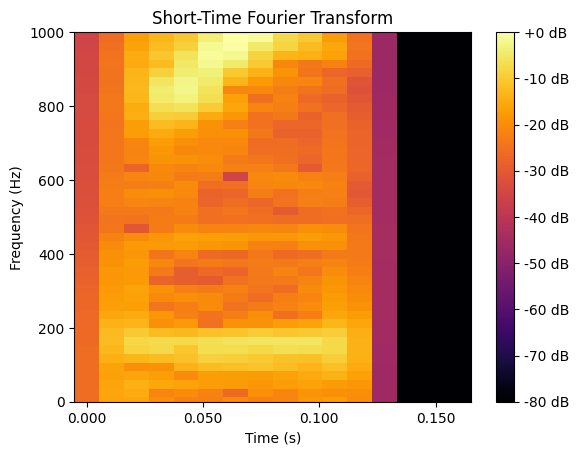 Short-Time Fourier Transform
1000
800
600
400
200
0
Frequency (Hz)
0.000
0.050
0.100
0.150
Time (s)
+0 dB
-10 dB
-20 dB
-30 dB
-40 dB
-50 dB
-60 dB
-70 dB
-80 dB